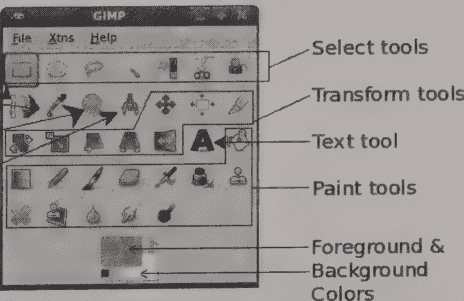 GIMP
File Xtns Help
Select tools
Transform tools
Text tool
Paint tools
Foreground &
Background
Colors